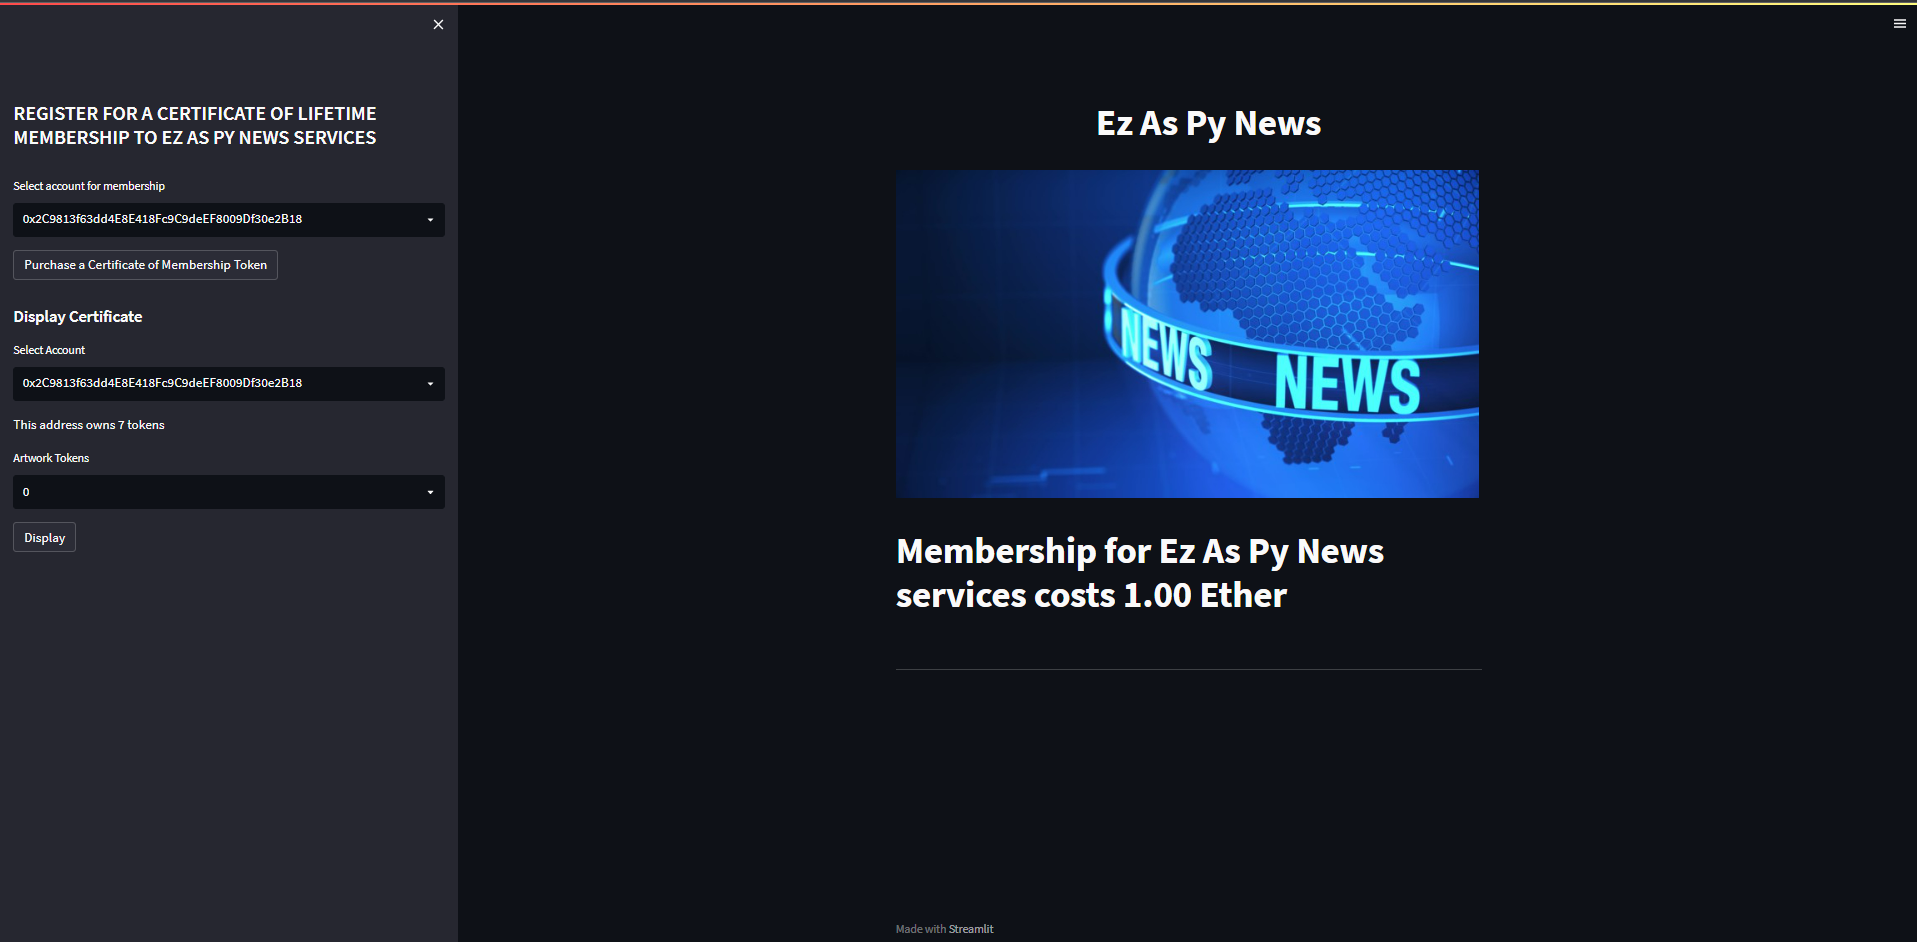 REGISTER FOR A CERTIFICATE OF LIFETIME
MEMBERSHIP TO EZ AS PY NEWS SERVICES
Select account for membership
0x2C9813f63dd4E8E418Fc9C9deEF8009Df30e2B18
Purchase a Certificate of Membership Token
Display Certificate
Select Account
0x2C9813f63dd4E8E418Fc9C9deEF8009Df30e2B18
This address owns 7 tokens
Artwork Tokens
0
Display
Ez As Py News
NEWS NEWS
Membership for Ez As Py News
services costs 1.00 Ether
Made with Streamlit